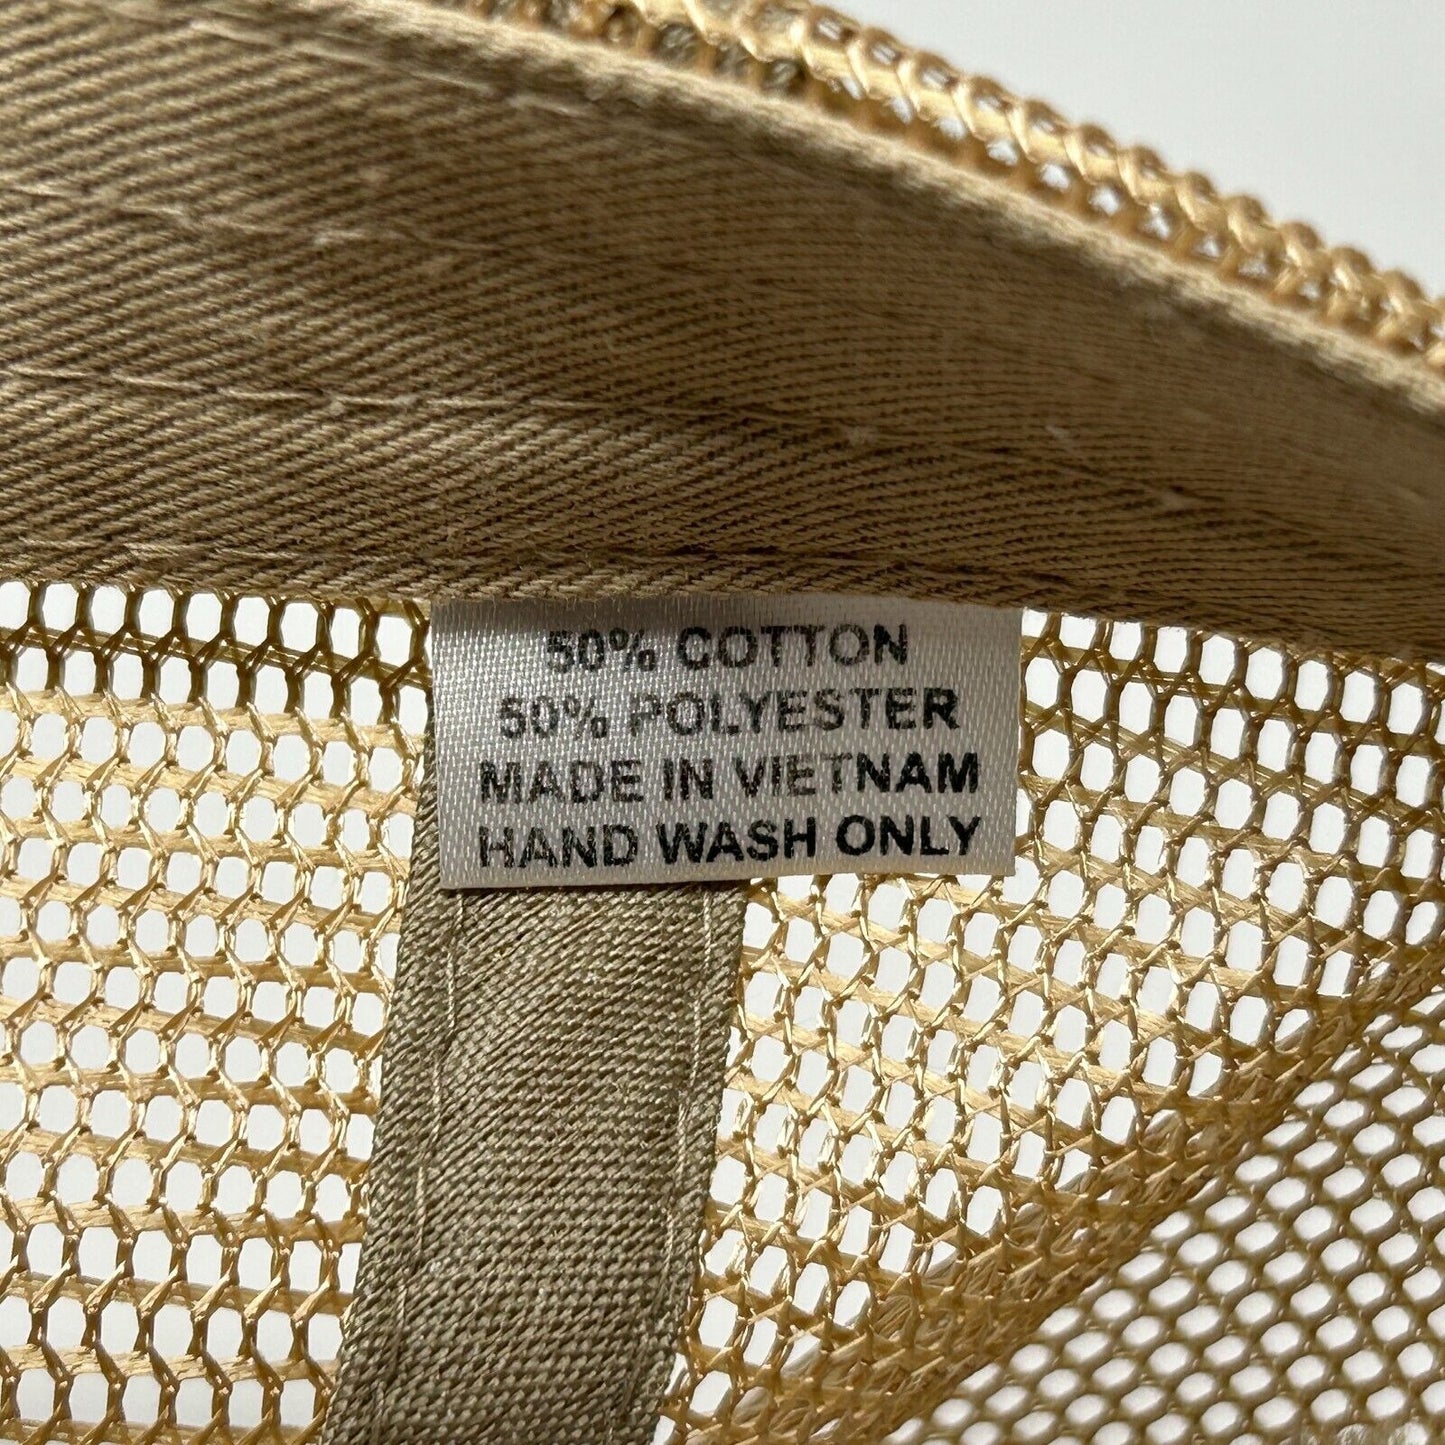 50% COTTON
50% POLYESTER
MADE IN VIETNAM
HAND WASH ONLY